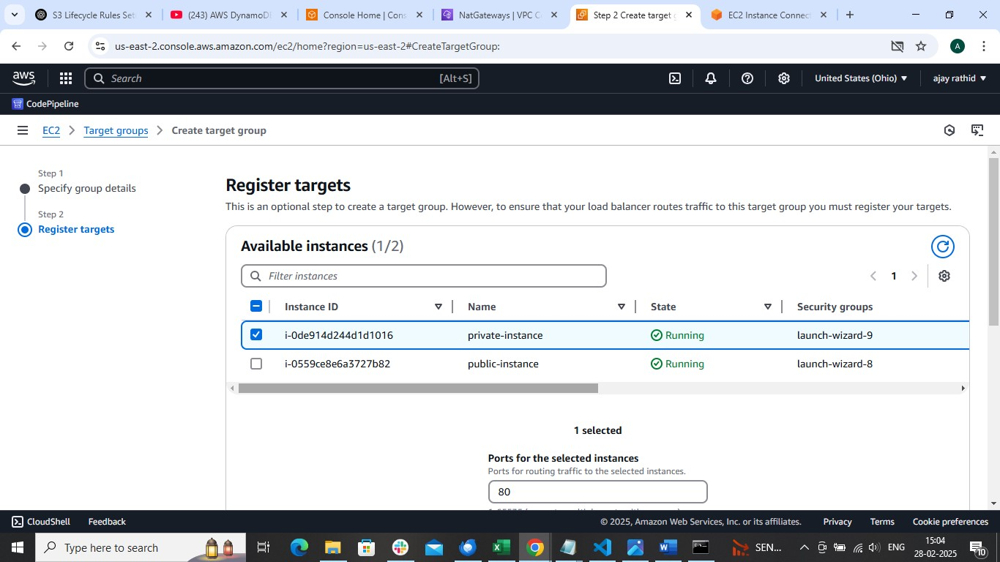 S3 Lifecycle Rules Set
(243) AWS DynamoD
Console Home | Cons
NatGateways | VPC C
Step 2 Create target g
EC2 Instance Connect
us-east-2.console.aws.amazon.com/ec2/home?region=us-east-2#CreateTargetGroup:
A
aws
Search
[Alt+S]
United States (Ohio)
ajay rathid
CodePipeline
EC2
Target groups
Create target group
Step 1
Specify group details
Step 2
Register targets
Register targets
This is an optional step to create a target group. However, to ensure that your load balancer routes traffic to this target group you must register your targets.
Available instances (1/2)
Filter instances
1
Instance ID
Name
State
Security groups
i-0de914d244d1d1016
private-instance
Running
launch-wizard-9
i-0559ce8e6a3727b82
public-instance
Running
launch-wizard-8
1 selected
Ports for the selected instances
Ports for routing traffic to the selected instances.
80
CloudShell
Feedback
© 2025, Amazon Web Services, Inc. or its affiliates.
Privacy
Terms
Cookie preferences
Type here to search
SEN...
ENG
15:04
28-02-2025
10